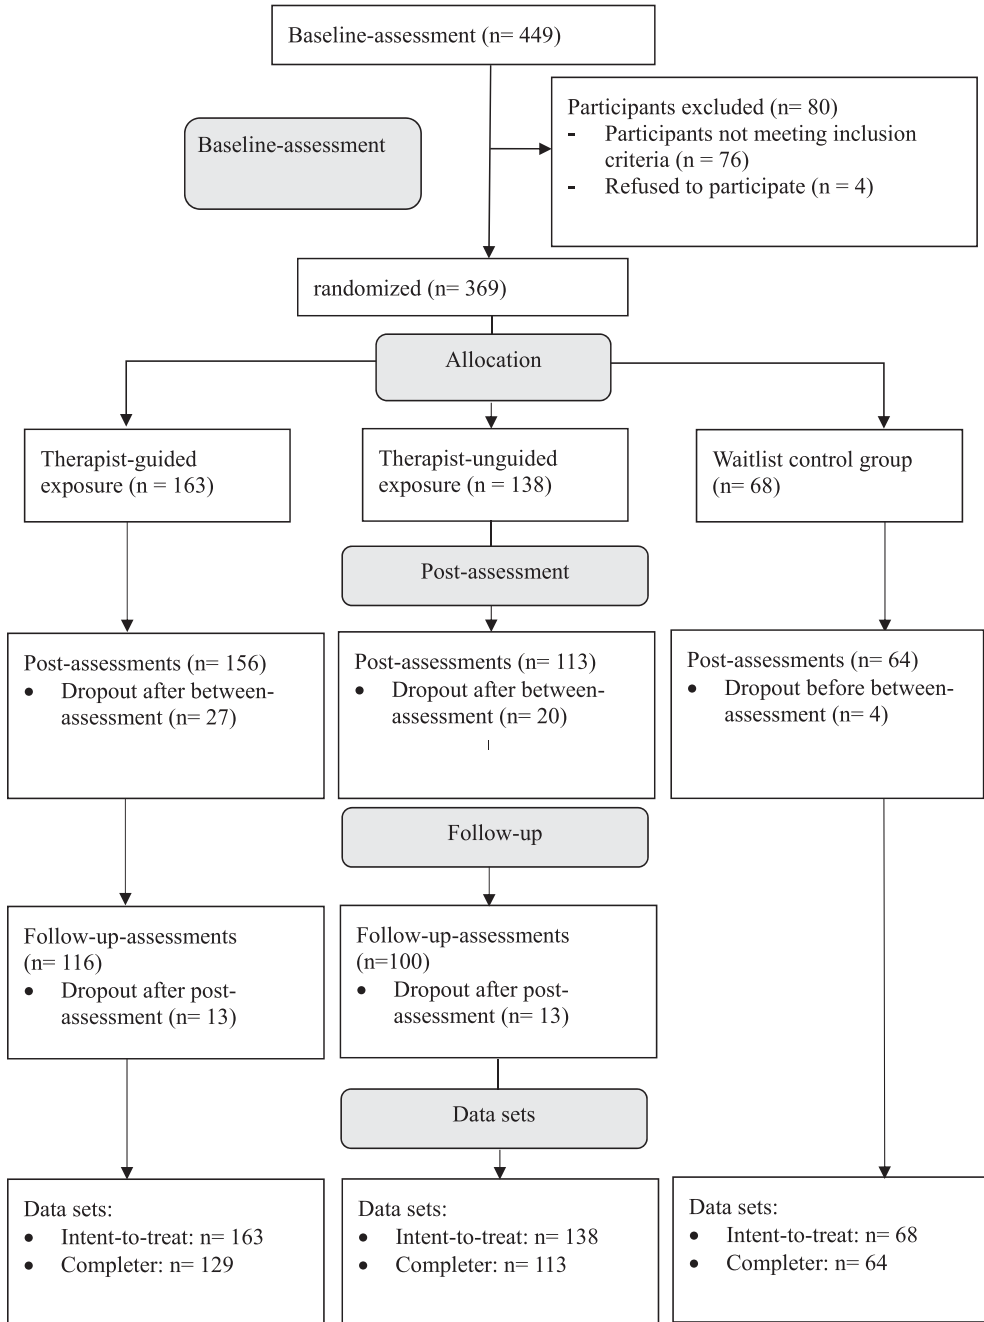 Baseline-assessment (n= 449)
Participants excluded (n= 80)
- Participants not meeting inclusion
criteria (n = 76)
- Refused to participate (n = 4)
Baseline-assessment
randomized (n= 369)
Allocation
Therapist-guided
exposure (n = 163)
Therapist-unguided
exposure (n = 138)
Waitlist control group
(n= 68)
Post-assessment
Post-assessments (n= 156)
• Dropout after between-
assessment (n= 27)
Post-assessments (n= 113)
• Dropout after between-
assessment (n= 20)
Post-assessments (n= 64)
• Dropout before between-
assessment (n= 4)
Follow-up
Follow-up-assessments
(n= 116)
• Dropout after post-
assessment (n= 13)
Follow-up-assessments
(n=100)
• Dropout after post-
assessment (n= 13)
Data sets
Data sets:
• Intent-to-treat: n= 163
• Completer: n= 129
Data sets:
• Intent-to-treat: n= 138
• Completer: n= 113
Data sets:
• Intent-to-treat: n= 68
• Completer: n= 64